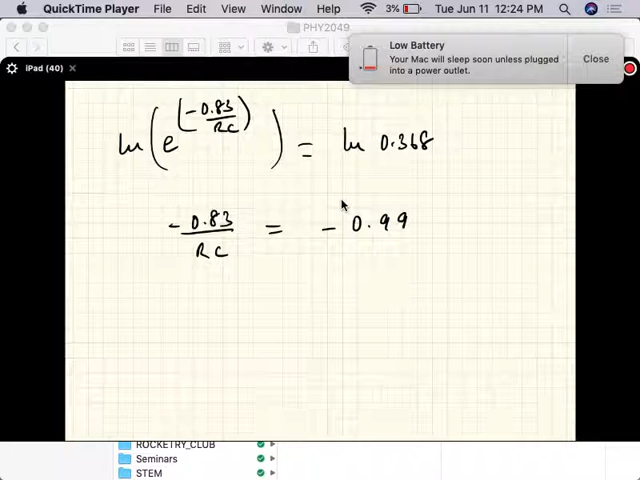 QuickTime Player File Edit View Window Help 3% Tue Jun 11 12:24 PM
PHY2049
Low Battery
Your Mac will sleep soon unless plugged
into a power outlet.
Close
iPad (40)
ln(e^(-0.83/RC)) = ln 0.368
-0.83/RC = -0.99
ROCKETRY_CLUB
Seminars
STEM